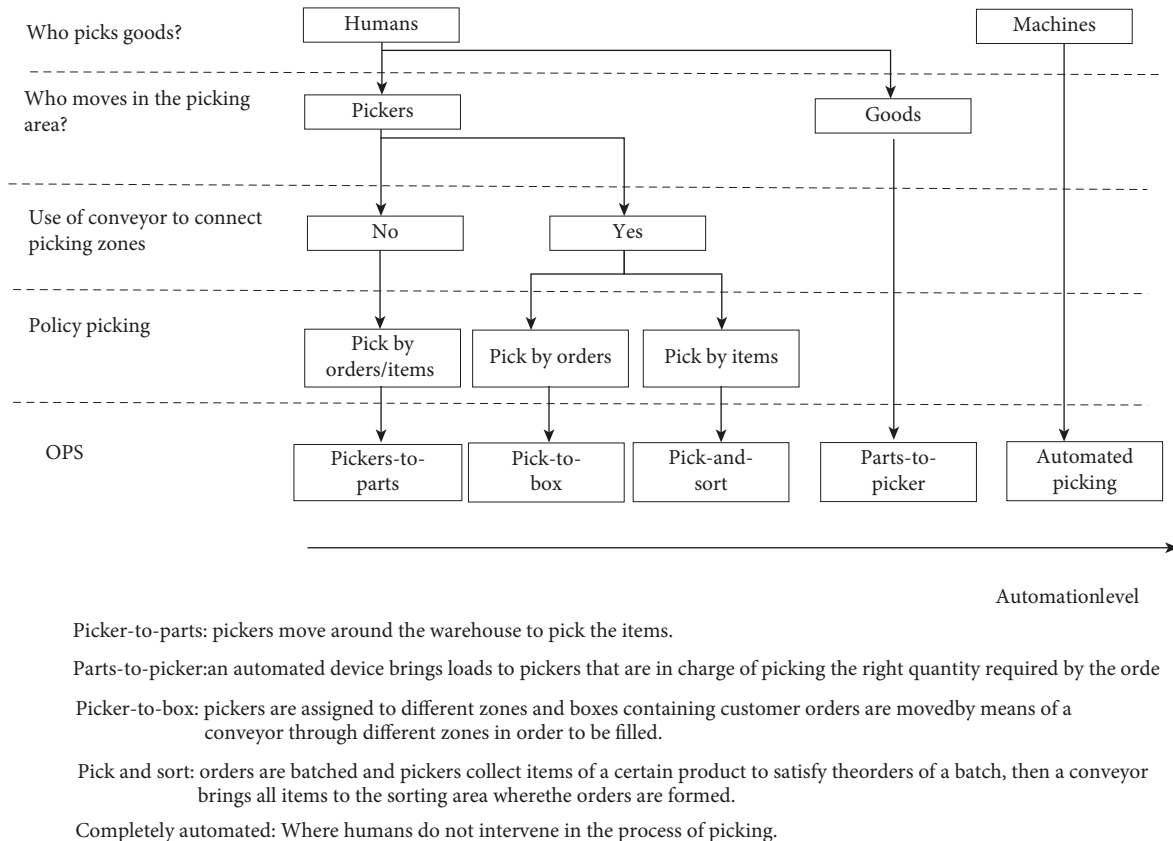 Who picks goods?
Humans
Machines
Who moves in the picking
area?
Pickers
Goods
Use of conveyor to connect
picking zones
No
Yes
Policy picking
Pick by
orders/items
Pick by orders
Pick by items
OPS
Pickers-to-
parts
Pick-to-
box
Pick-and-
sort
Parts-to-
picker
Automated
picking
Automationlevel
Picker-to-parts: pickers move around the warehouse to pick the items.
Parts-to-picker:an automated device brings loads to pickers that are in charge of picking the right quantity required by the orde
Picker-to-box: pickers are assigned to different zones and boxes containing customer orders are movedby means of a
conveyor through different zones in order to be filled.
Pick and sort: orders are batched and pickers collect items of a certain product to satisfy theorders of a batch, then a conveyor
brings all items to the sorting area wherethe orders are formed.
Completely automated: Where humans do not intervene in the process of picking.